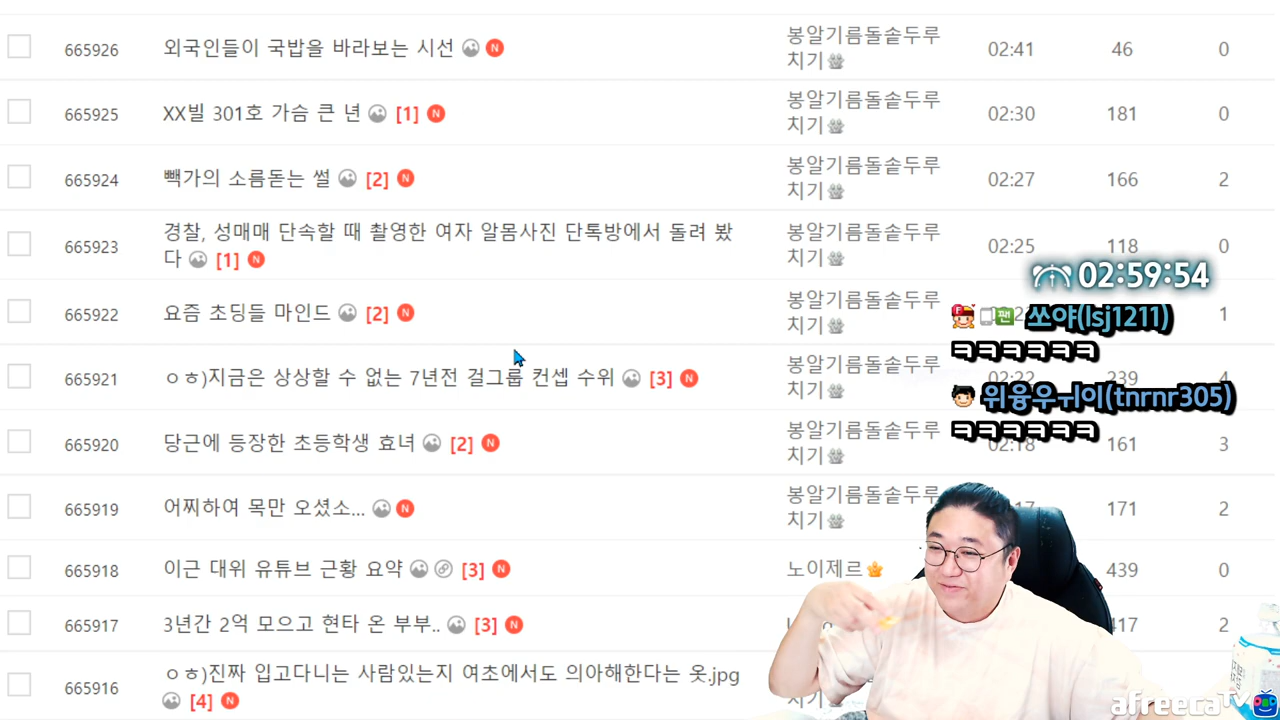 665926 외국인들이 국밥을 바라보는 시선 N 봉알기름돌솥두루 02:41 46 0
치기
665925 XX빌 301호 가슴 큰 년 [1] N 봉알기름돌솥두루 02:30 181 0
치기
665924 빽가의 소름돋는 썰 [2] N 봉알기름돌솥두루 02:27 166 2
치기
665923 경찰, 성매매 단속할 때 촬영한 여자 알몸사진 단톡방에서 돌려 봤 봉알기름돌솥두루 02:25 118 0
다 [1] N 치기
02:59:54
665922 요즘 초딩들 마인드 [2] N 봉알기름돌솥두루 1
치기
F 팬 쏘야(lsj1211)
ㅋㅋㅋㅋㅋㅋ
665921 ㅇㅎ)지금은 상상할 수 없는 7년전 걸그룹 컨셉 수위 [3] N 봉알기름돌솥두루 02:22 239 4
치기
위융우ㅟ이(tnrnr305)
ㅋㅋㅋㅋㅋㅋ
665920 당근에 등장한 초등학생 효녀 [2] N 봉알기름돌솥두루 02:18 161 3
치기
665919 어찌하여 목만 오셨소... N 봉알기름돌솥두루 171 2
치기
665918 이근 대위 유튜브 근황 요약 [3] N 노이제르 439 0
665917 3년간 2억 모으고 현타 온 부부.. [3] N 2
665916 ㅇㅎ)진짜 입고다니는 사람있는지 여초에서도 의아해한다는 옷.jpg
[4] N 치기
afreecaTV